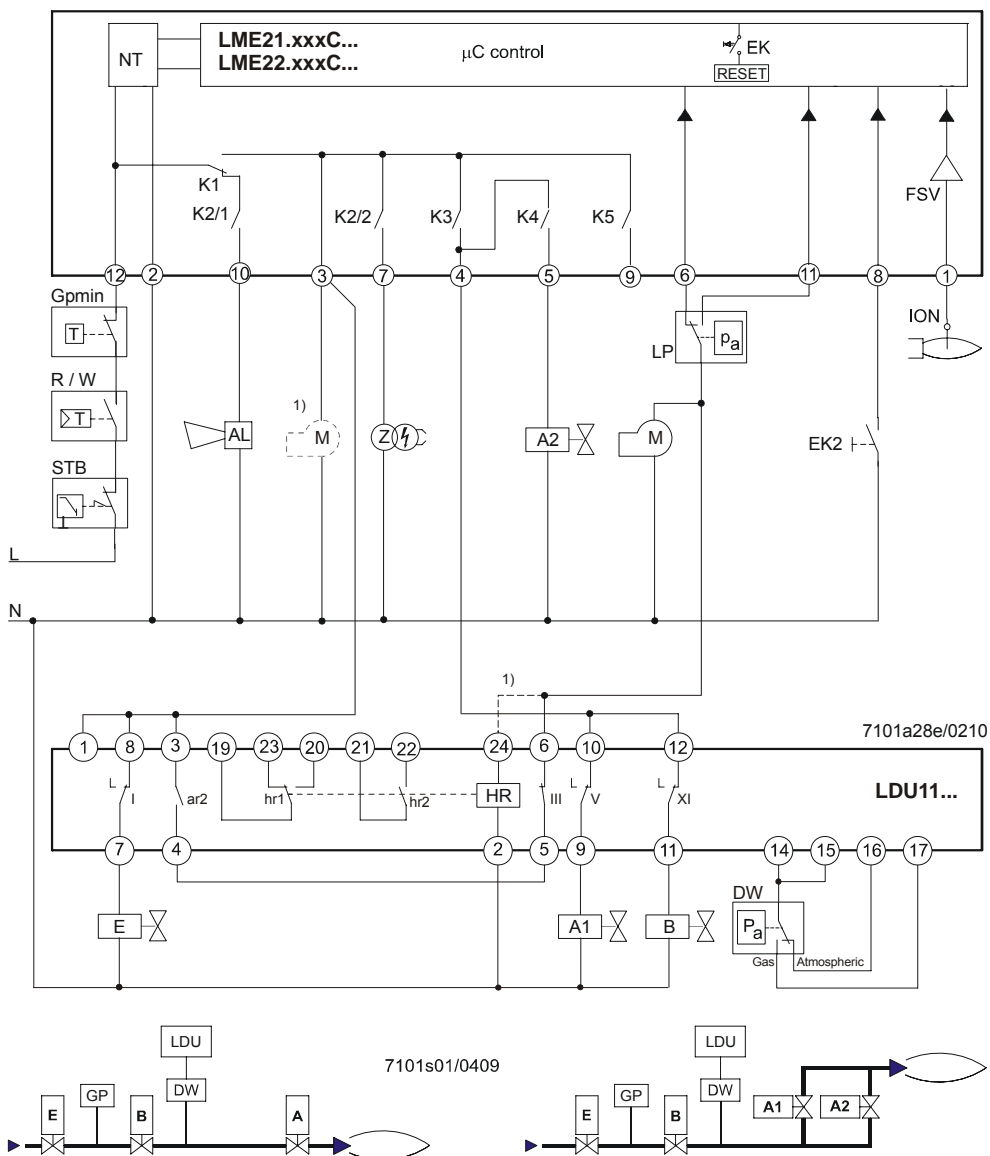 NT
LME21.xxxC...
LME22.xxxC...
µC control
EK
RESET
FSV
K1
K2/1
K2/2
K3
K4
K5
12
2
10
3
7
4
5
9
6
11
8
1
Gpmin
T
R / W
T
STB
L
N
AL
1)
M
Z
A2
LP
pa
M
EK2
ION
1)
7101a28e/0210
1
8
3
19
23
20
21
22
24
6
10
12
L
I
ar2
hr1
hr2
HR
III
L
V
L
XI
LDU11...
7
4
2
5
9
11
14
15
16
17
E
A1
B
DW
Pa
Gas
Atmospheric
7101s01/0409
LDU
DW
GP
E
B
A
LDU
DW
GP
E
B
A1
A2